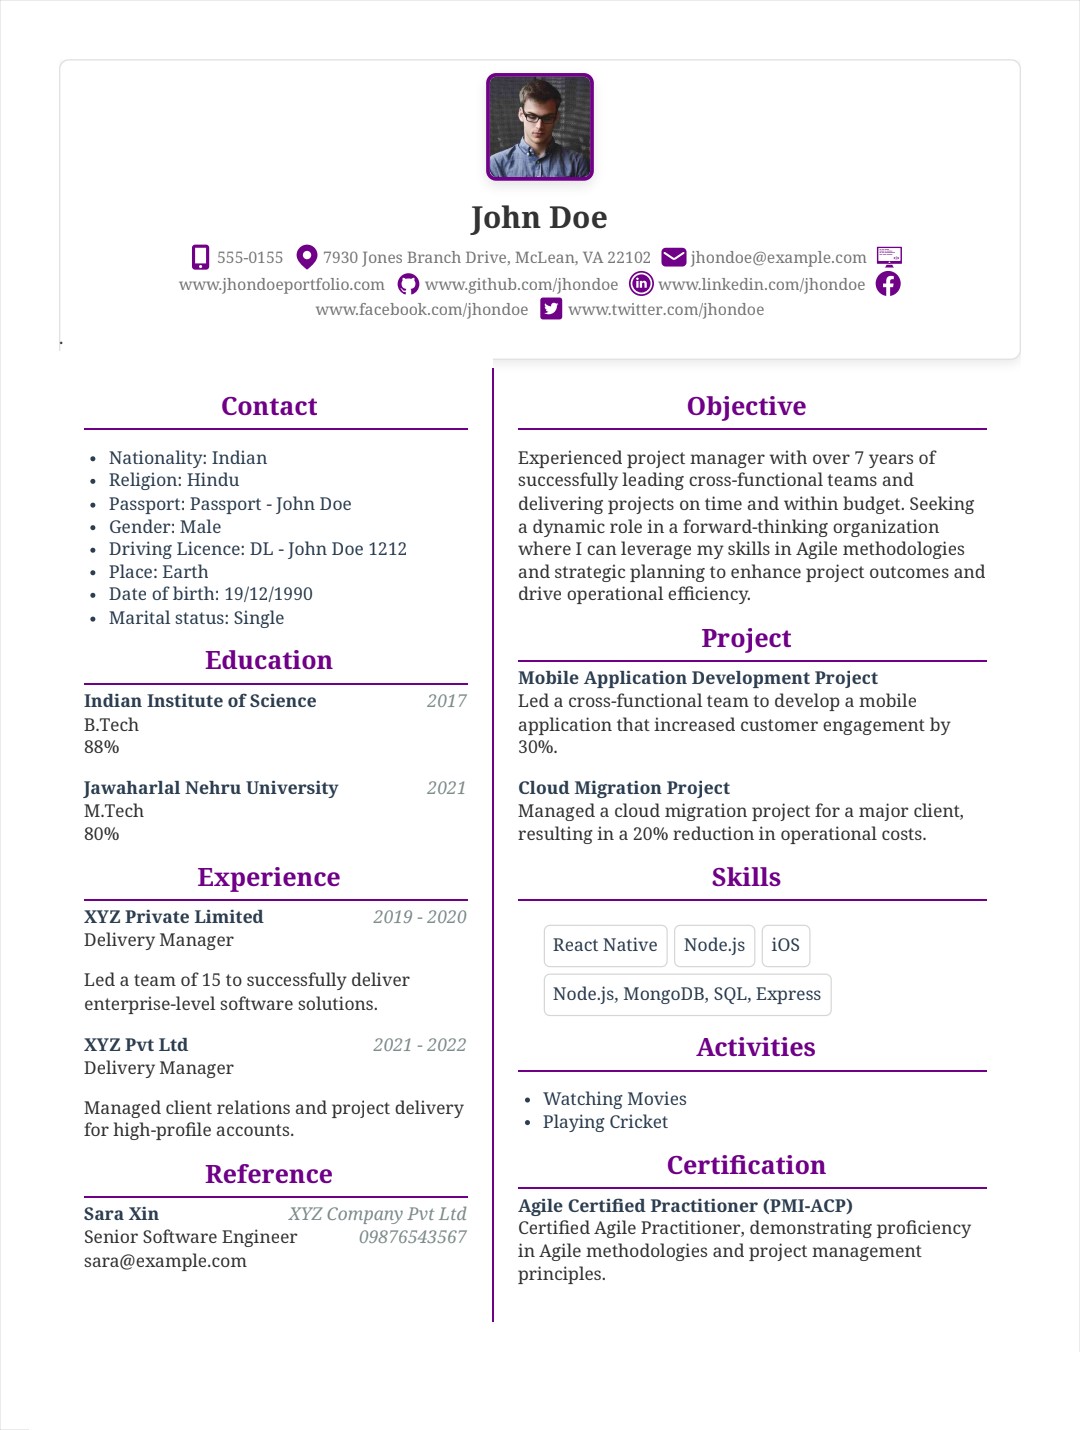 John Doe
555-0155 7930 Jones Branch Drive, McLean, VA 22102 jhondoe@example.com
www.jhondoeportfolio.com www.github.com/jhondoe www.linkedin.com/jhondoe
www.facebook.com/jhondoe www.twitter.com/jhondoe
.
Contact
• Nationality: Indian
• Religion: Hindu
• Passport: Passport - John Doe
• Gender: Male
• Driving Licence: DL - John Doe 1212
• Place: Earth
• Date of birth: 19/12/1990
• Marital status: Single
Education
Indian Institute of Science 2017
B.Tech
88%
Jawaharlal Nehru University 2021
M.Tech
80%
Experience
XYZ Private Limited 2019 - 2020
Delivery Manager
Led a team of 15 to successfully deliver
enterprise-level software solutions.
XYZ Pvt Ltd 2021 - 2022
Delivery Manager
Managed client relations and project delivery
for high-profile accounts.
Reference
Sara Xin XYZ Company Pvt Ltd
Senior Software Engineer 09876543567
sara@example.com
Objective
Experienced project manager with over 7 years of
successfully leading cross-functional teams and
delivering projects on time and within budget. Seeking
a dynamic role in a forward-thinking organization
where I can leverage my skills in Agile methodologies
and strategic planning to enhance project outcomes and
drive operational efficiency.
Project
Mobile Application Development Project
Led a cross-functional team to develop a mobile
application that increased customer engagement by
30%.
Cloud Migration Project
Managed a cloud migration project for a major client,
resulting in a 20% reduction in operational costs.
Skills
React Native Node.js iOS
Node.js, MongoDB, SQL, Express
Activities
• Watching Movies
• Playing Cricket
Certification
Agile Certified Practitioner (PMI-ACP)
Certified Agile Practitioner, demonstrating proficiency
in Agile methodologies and project management
principles.